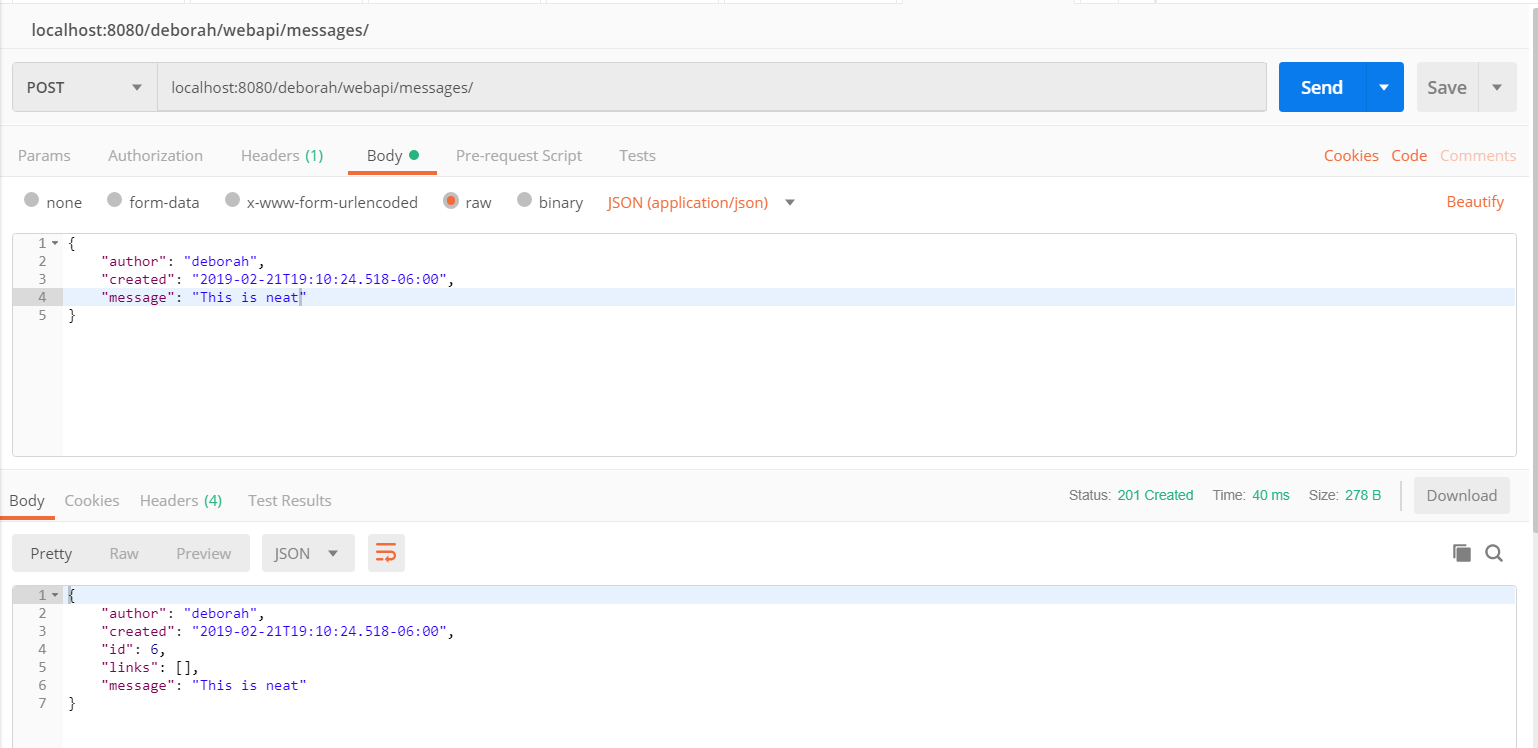 localhost:8080/deborah/webapi/messages/
POST localhost:8080/deborah/webapi/messages/ Send Save
Params Authorization Headers (1) Body Pre-request Script Tests Cookies Code Comments
none form-data x-www-form-urlencoded raw binary JSON (application/json) Beautify
1 {
2 "author": "deborah",
3 "created": "2019-02-21T19:10:24.518-06:00",
4 "message": "This is neat"
5 }
Body Cookies Headers (4) Test Results Status: 201 Created Time: 40 ms Size: 278 B Download
Pretty Raw Preview JSON
1 {
2 "author": "deborah",
3 "created": "2019-02-21T19:10:24.518-06:00",
4 "id": 6,
5 "links": [],
6 "message": "This is neat"
7 }